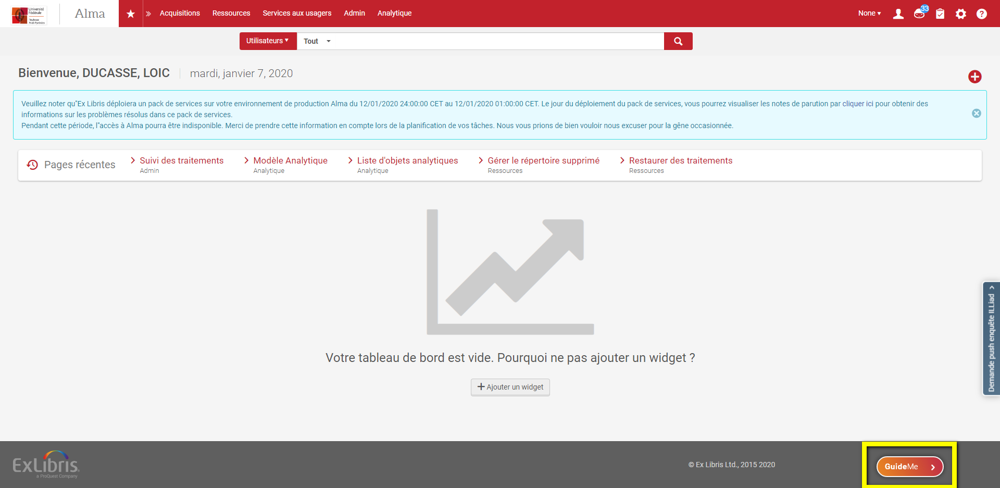 Université
Fédérale
Toulouse
Midi-Pyrénées
Alma
Acquisitions
Ressources
Services aux usagers
Admin
Analytique
None
33
Utilisateurs
Tout
Bienvenue, DUCASSE, LOIC
mardi, janvier 7, 2020
Veuillez noter qu''Ex Libris déploiera un pack de services sur votre environnement de production Alma du 12/01/2020 24:00:00 CET au 12/01/2020 01:00:00 CET. Le jour du déploiement du pack de services, vous pourrez visualiser les notes de parution par cliquer ici pour obtenir des
informations sur les problèmes résolus dans ce pack de services.
Pendant cette période, l''accès à Alma pourra être indisponible. Merci de prendre cette information en compte lors de la planification de vos tâches. Nous vous prions de bien vouloir nous excuser pour la gêne occasionnée.
Pages récentes
Suivi des traitements
Admin
Modèle Analytique
Analytique
Liste d'objets analytiques
Analytique
Gérer le répertoire supprimé
Ressources
Restaurer des traitements
Ressources
Demande push enquête ILLiad
Votre tableau de bord est vide. Pourquoi ne pas ajouter un widget ?
Ajouter un widget
ExLibris
a ProQuest Company
© Ex Libris Ltd., 2015 2020
GuideMe